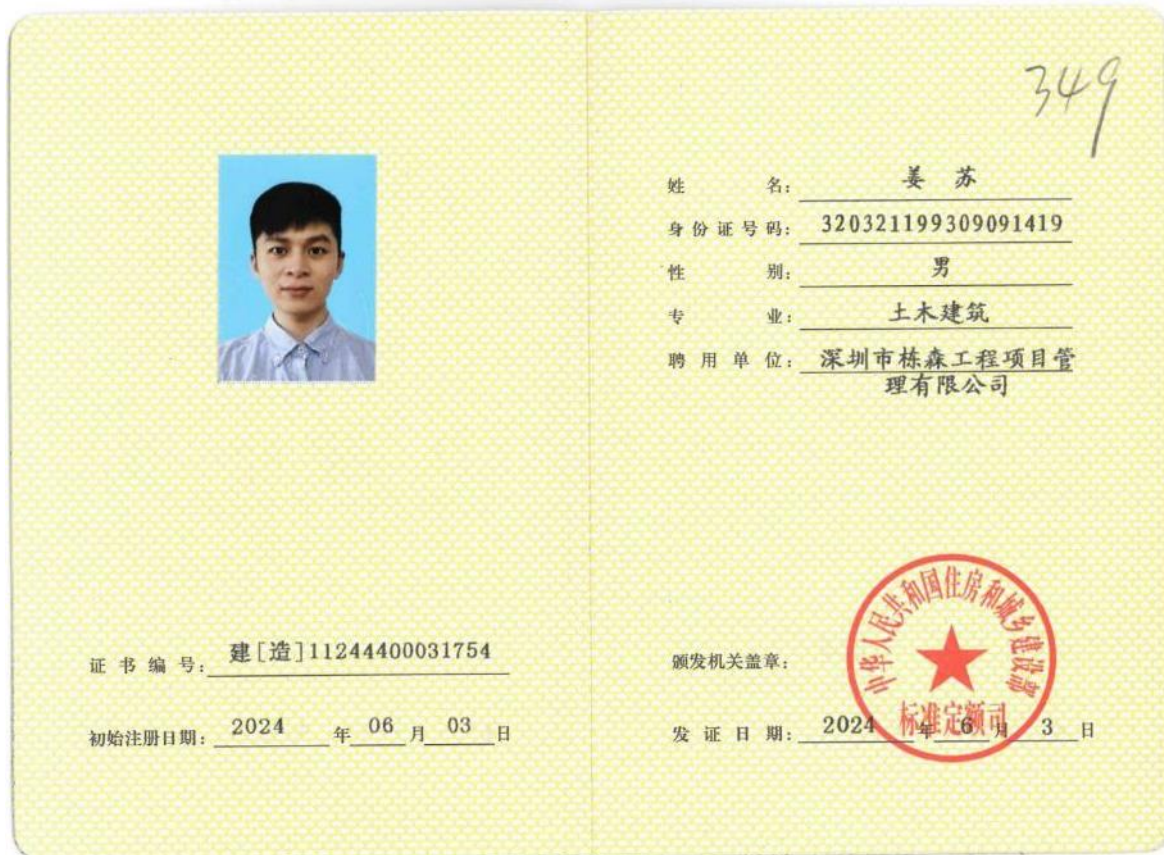 349
姓名：姜 苏
身份证号码：320321199309091419
性别：男
专业：土木建筑
聘用单位：深圳市栋森工程项目管
理有限公司
证书编号：建[造]11244400031754
初始注册日期：2024 年 06 月 03 日
颁发机关盖章：
中华人民共和国住房和城乡建设部
标准定额司
发证日期：2024 年 6 月 3 日